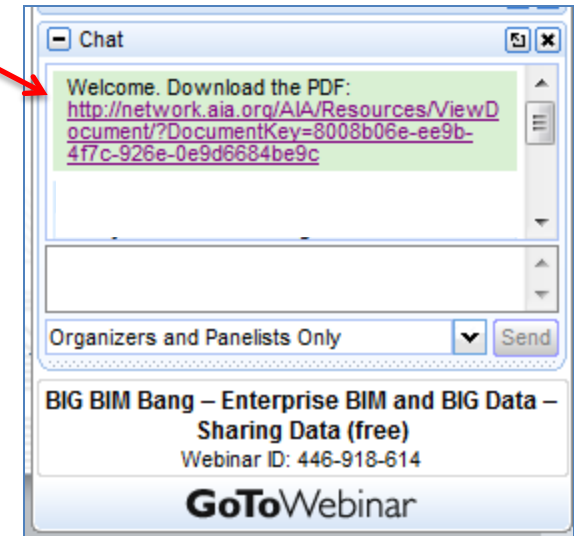 Chat
Welcome. Download the PDF:
http://network.aia.org/AIA/Resources/ViewD
ocument/?DocumentKey=8008b06e-ee9b-
4f7c-926e-0e9d6684be9c
Organizers and Panelists Only
Send
BIG BIM Bang – Enterprise BIM and BIG Data –
Sharing Data (free)
Webinar ID: 446-918-614
GoToWebinar